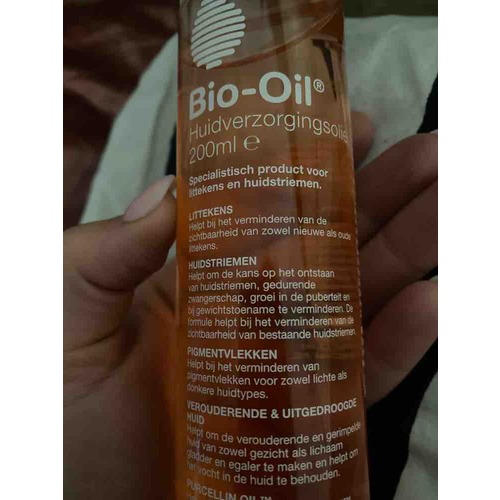 Bio-Oil®
Huidverzorgingsolie
200ml ℮
Specialistisch product voor
littekens en huidstriemen.
LITTEKENS
Helpt bij het verminderen van de
zichtbaarheid van zowel nieuwe als oude
littekens.
HUIDSTRIEMEN
Helpt om de kans op het ontstaan
van huidstriemen, gedurende
zwangerschap, groei in de puberteit en
bij gewichtstoename te verminderen. De
formule helpt bij het verminderen van de
zichtbaarheid van bestaande huidstriemen.
PIGMENTVLEKKEN
Helpt bij het verminderen van
pigmentvlekken voor zowel lichte als
donkere huidtypes.
VEROUDERENDE & UITGEDROOGDE
HUID
Helpt om de verouderende en gerimpelde
huid van zowel gezicht als lichaam
gladder en egaler te maken en helpt om
het vocht in de huid te behouden.
PURCELLIN OIL™